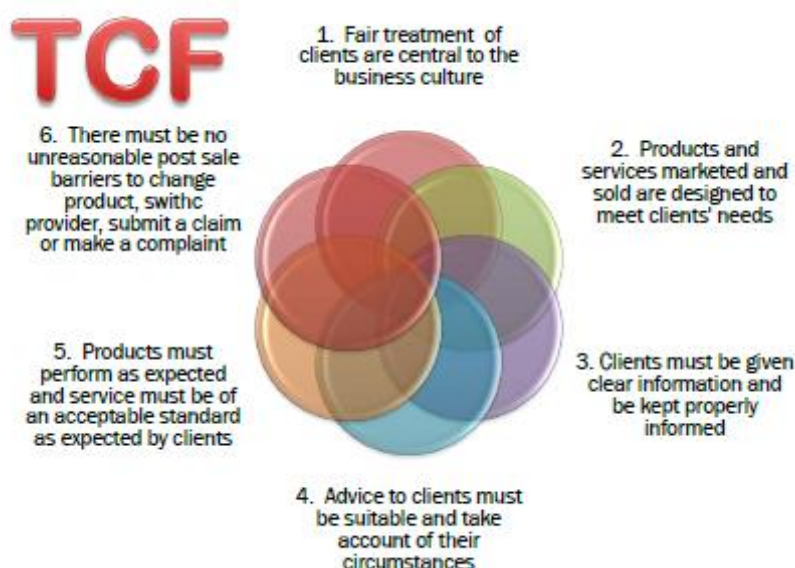 TCF
1. Fair treatment of
clients are central to the
business culture
2. Products and
services marketed and
sold are designed to
meet clients' needs
3. Clients must be given
clear information and
be kept properly
informed
4. Advice to clients must
be suitable and take
account of their
circumstances
5. Products must
perform as expected
and service must be of
an acceptable standard
as expected by clients
6. There must be no
unreasonable post sale
barriers to change
product, swithc
provider, submit a claim
or make a complaint